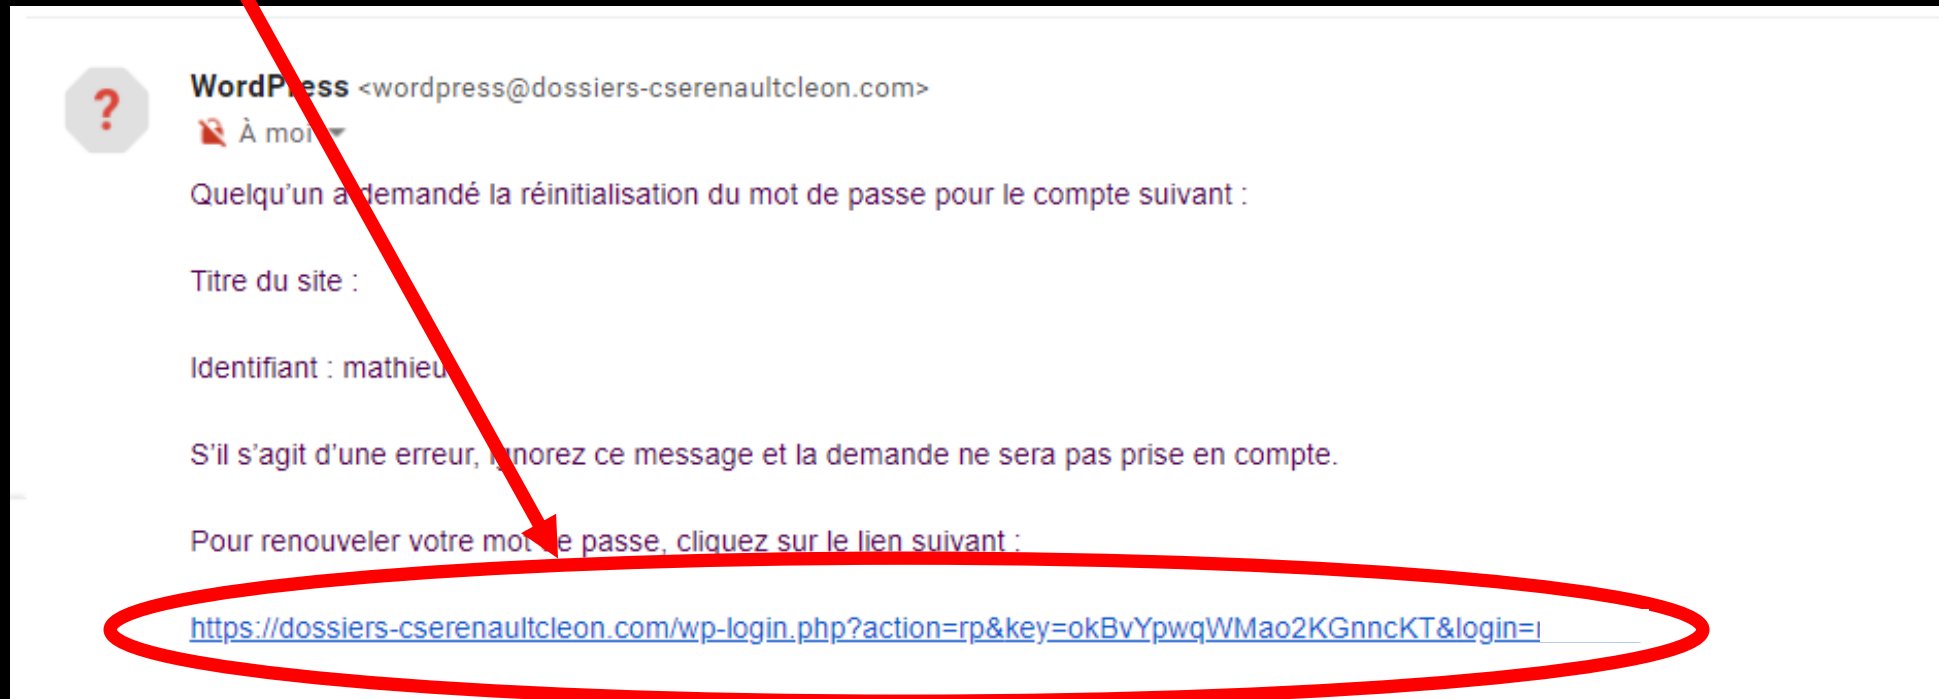 ?
WordPress <wordpress@dossiers-cserenaultcleon.com>
À moi
Quelqu'un a demandé la réinitialisation du mot de passe pour le compte suivant :
Titre du site :
Identifiant : mathieu
S'il s'agit d'une erreur, ignorez ce message et la demande ne sera pas prise en compte.
Pour renouveler votre mot de passe, cliquez sur le lien suivant :
https://dossiers-cserenaultcleon.com/wp-login.php?action=rp&key=okBvYpwqWMao2KGnncKT&login=